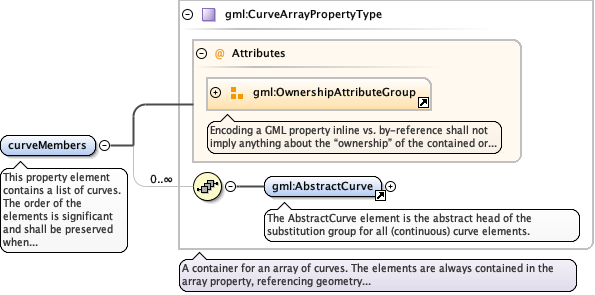 gml:CurveArrayPropertyType
@ Attributes
gml:OwnershipAttributeGroup
Encoding a GML property inline vs. by-reference shall not
imply anything about the “ownership” of the contained or...
curveMembers
This property element
contains a list of curves.
The order of the
elements is significant
and shall be preserved
when...
0..∞
gml:AbstractCurve
The AbstractCurve element is the abstract head of the
substitution group for all (continuous) curve elements.
A container for an array of curves. The elements are always contained in the
array property, referencing geometry...